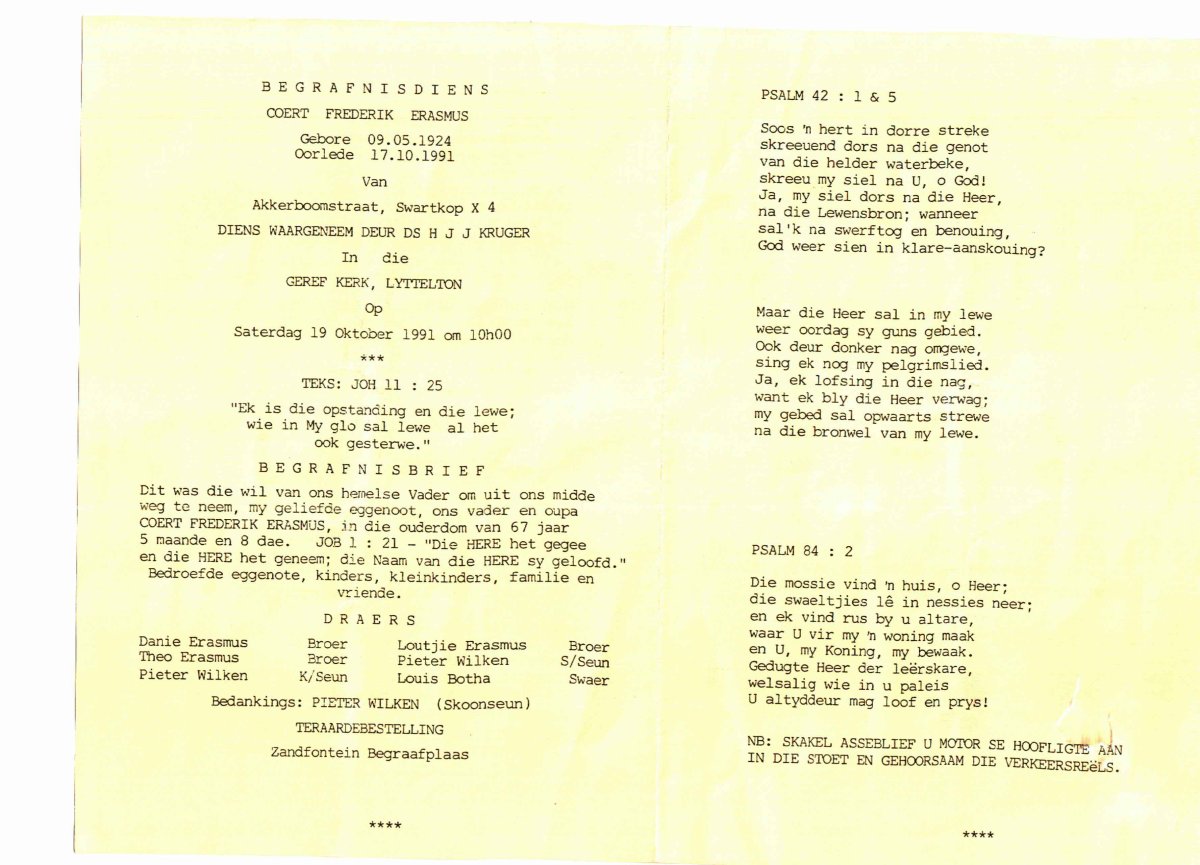 B E G R A F N I S D I E N S
COERT FREDERIK ERASMUS
Gebore 09.05.1924
Oorlede 17.10.1991
Van
Akkerboomstraat, Swartkop X 4
DIENS WAARGENEEM DEUR DS H J J KRUGER
In die
GEREF KERK, LYTTELTON
Op
Saterdag 19 Oktober 1991 om 10h00
***
TEKS: JOH 11 : 25
"Ek is die opstanding en die lewe;
wie in My glo sal lewe al het
ook gesterwe."
B E G R A F N I S B R I E F
Dit was die wil van ons hemelse Vader om uit ons midde
weg te neem, my geliefde eggenoot, ons vader en oupa
COERT FREDERIK ERASMUS, in die ouderdom van 67 jaar
5 maande en 8 dae. JOB 1 : 21 - "Die HERE het gegee
en die HERE het geneem; die Naam van die HERE sy geloofd."
Bedroefde eggenote, kinders, kleinkinders, familie en
vriende.
D R A E R S
Danie Erasmus Broer Loutjie Erasmus Broer
Theo Erasmus Broer Pieter Wilken S/Seun
Pieter Wilken K/Seun Louis Botha Swaer
Bedankings: PIETER WILKEN (Skoonseun)
TERAARDEBESTELLING
Zandfontein Begraafplaas
****
PSALM 42 : 1 & 5
Soos 'n hert in dorre streke
skreeuend dors na die genot
van die helder waterbeke,
skreeu my siel na U, o God!
Ja, my siel dors na die Heer,
na die Lewensbron; wanneer
sal'k na swerftog en benouing,
God weer sien in klare-aanskouing?
Maar die Heer sal in my lewe
weer oordag sy guns gebied.
Ook deur donker nag omgewe,
sing ek nog my pelgrimslied.
Ja, ek lofsing in die nag,
want ek bly die Heer verwag;
my gebed sal opwaarts strewe
na die bronwel van my lewe.
PSALM 84 : 2
Die mossie vind 'n huis, o Heer;
die swaeltjies lê in nessies neer;
en ek vind rus by u altare,
waar U vir my 'n woning maak
en U, my Koning, my bewaak.
Gedugte Heer der leërskare,
welsalig wie in u paleis
U altyddeur mag loof en prys!
NB: SKAKEL ASSEBLIEF U MOTOR SE HOOFLIGTE AAN
IN DIE STOET EN GEHOORSAAM DIE VERKEERSREëLS.
****